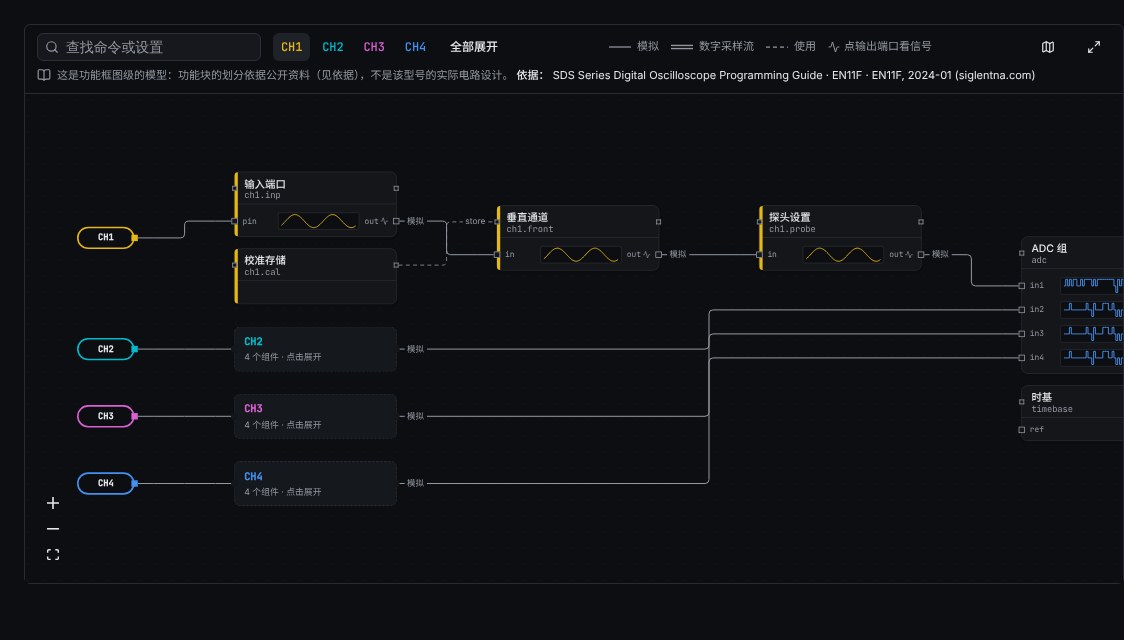 查找命令或设置 CH1 CH2 CH3 CH4 全部展开 模拟 数字采样流 使用 点输出端口看信号
这是功能框图级的模型：功能块的划分依据公开资料（见依据），不是该型号的实际电路设计。 依据： SDS Series Digital Oscilloscope Programming Guide · EN11F · EN11F, 2024-01 (siglentna.com)
CH1
输入端口
ch1.inp
pin out 模拟
校准存储
ch1.cal
store
垂直通道
ch1.front
in out 模拟
探头设置
ch1.probe
in out 模拟
ADC 组
adc
in1
in2
in3
in4
时基
timebase
ref
CH2
CH2
4 个组件 · 点击展开
模拟
CH3
CH3
4 个组件 · 点击展开
模拟
CH4
CH4
4 个组件 · 点击展开
模拟